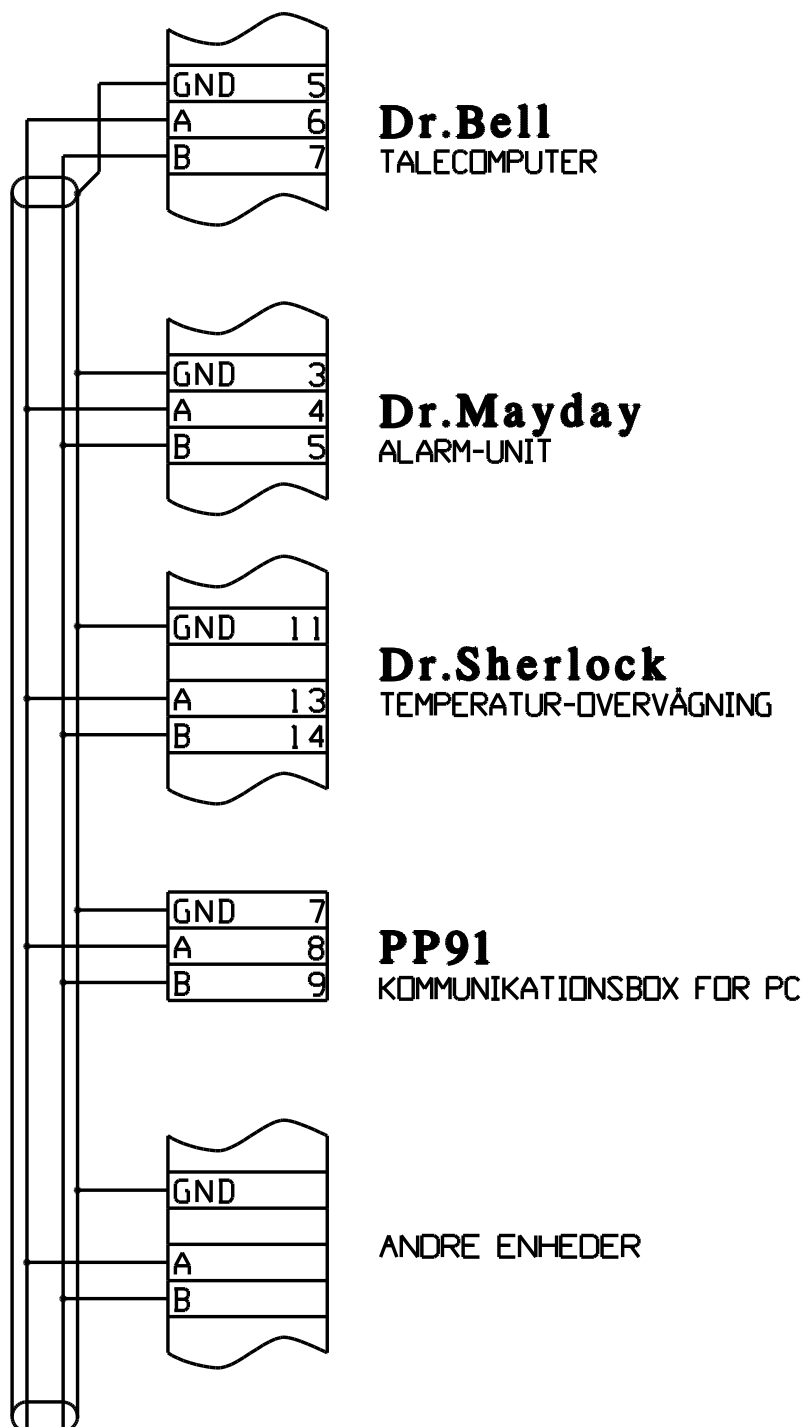 GND 5
A 6
B 7
Dr.Bell
TALECOMPUTER
GND 3
A 4
B 5
Dr.Mayday
ALARM-UNIT
GND 11
A 13
B 14
Dr.Sherlock
TEMPERATUR-OVERVÅGNING
GND 7
A 8
B 9
PP91
KOMMUNIKATIONSBOX FOR PC
GND
A
B
ANDRE ENHEDER